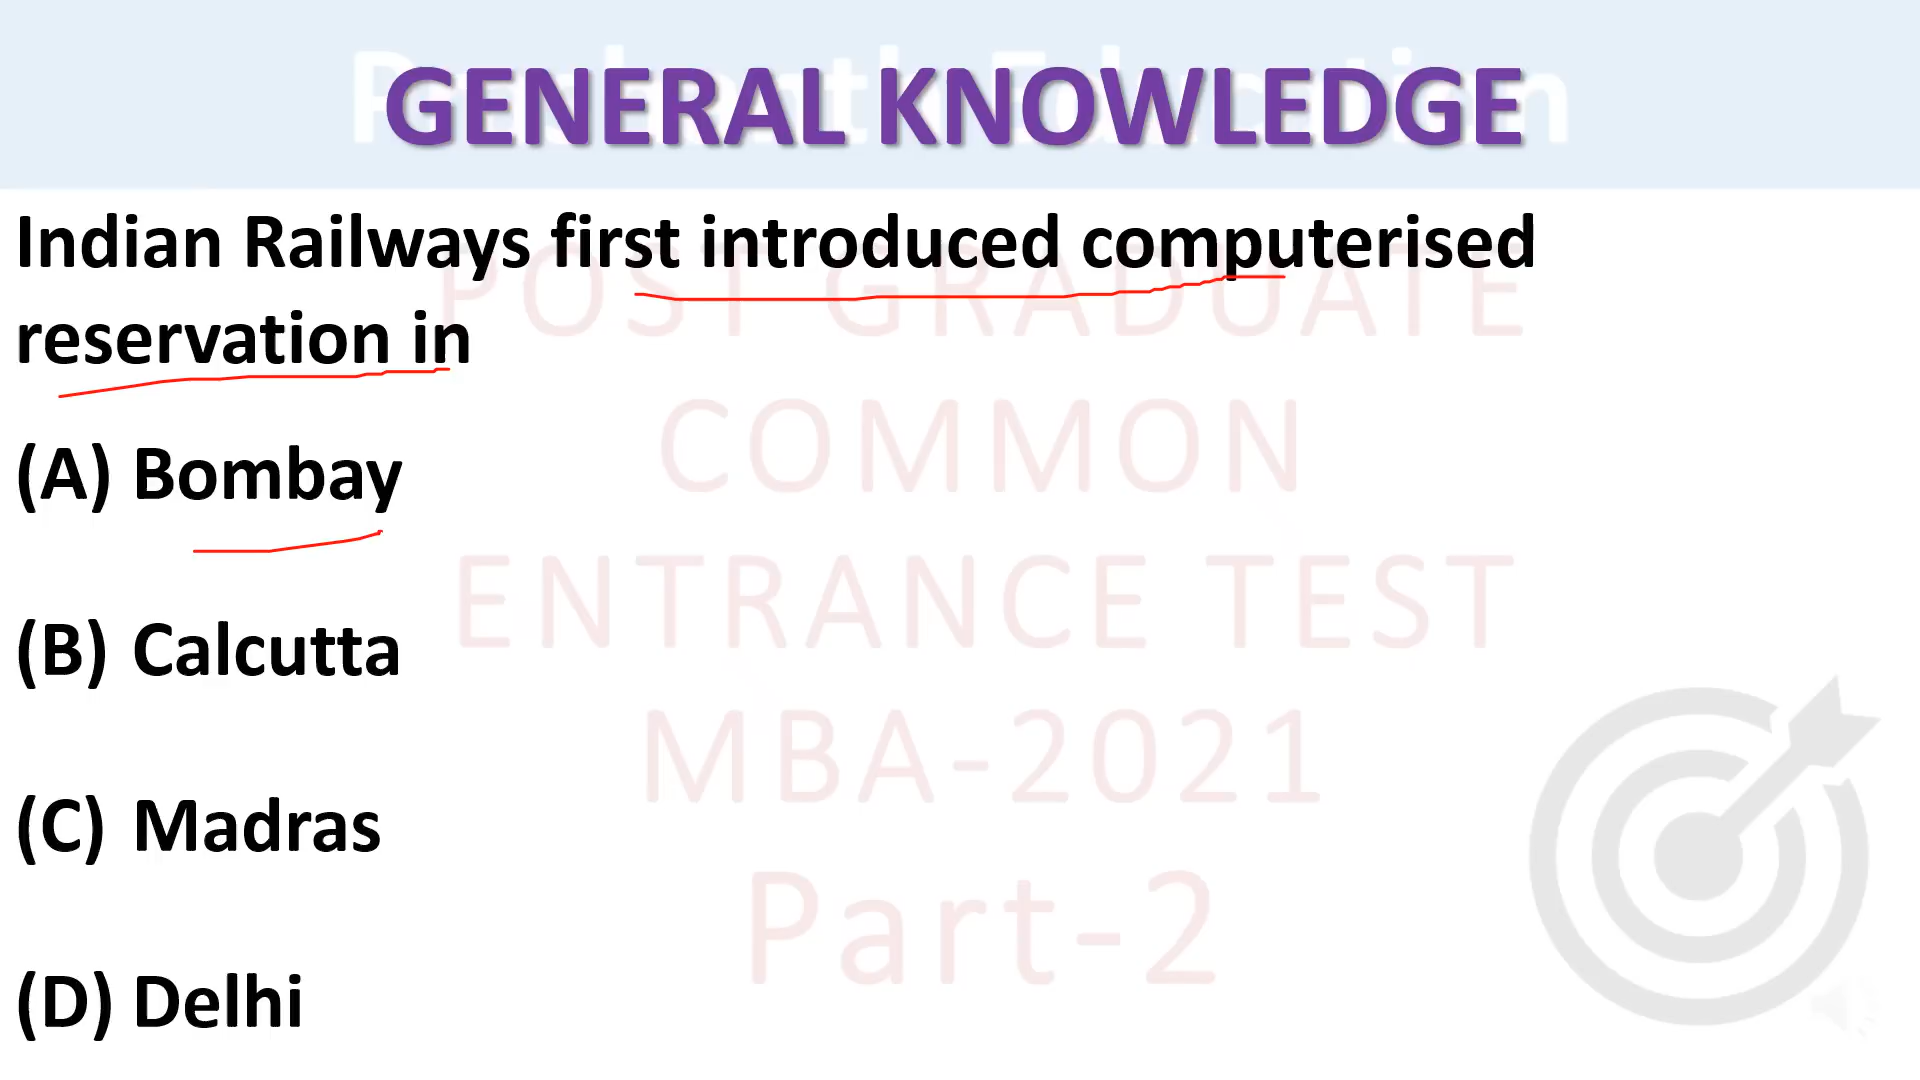 GENERAL KNOWLEDGE
Indian Railways first introduced computerised
reservation in
(A) Bombay
(B) Calcutta
(C) Madras
(D) Delhi
POST GRADUATE
COMMON
ENTRANCE TEST
MBA-2021
Part-2